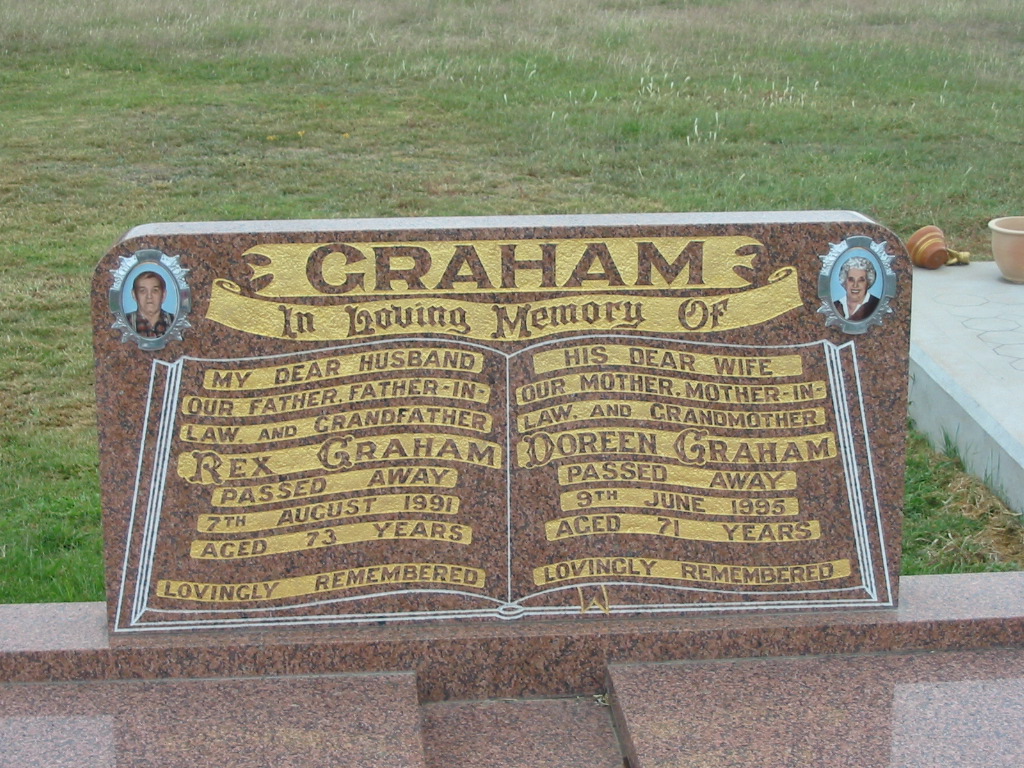 GRAHAM
In Loving Memory Of
MY DEAR HUSBAND
OUR FATHER, FATHER-IN-
LAW AND GRANDFATHER
REX GRAHAM
PASSED AWAY
7TH AUGUST 1991
AGED 73 YEARS
LOVINGLY REMEMBERED
HIS DEAR WIFE
OUR MOTHER, MOTHER-IN-
LAW AND GRANDMOTHER
DOREEN GRAHAM
PASSED AWAY
9TH JUNE 1995
AGED 71 YEARS
LOVINGLY REMEMBERED